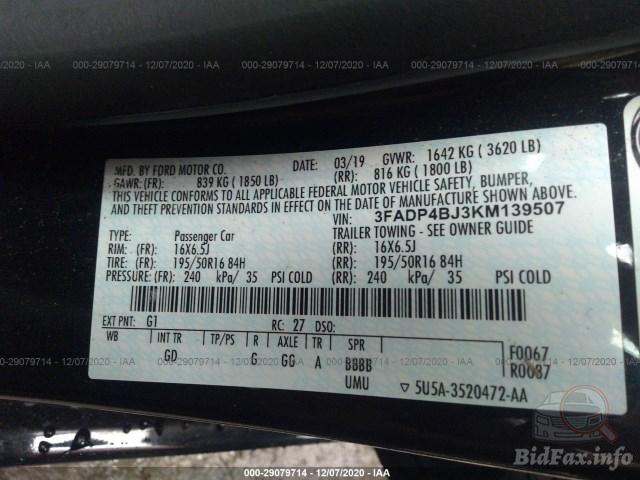 000-29079714 - 12/07/2020 - IAA
MFD. BY FORD MOTOR CO. DATE: 03/19 GVWR: 1642 KG ( 3620 LB)
GAWR: (FR): 839 KG ( 1850 LB) (RR): 816 KG ( 1800 LB)
THIS VEHICLE CONFORMS TO ALL APPLICABLE FEDERAL MOTOR VEHICLE SAFETY, BUMPER,
AND THEFT PREVENTION STANDARDS IN EFFECT ON THE DATE OF MANUFACTURE SHOWN ABOVE.
VIN: 3FADP4BJ3KM139507
TYPE: Passenger Car TRAILER TOWING - SEE OWNER GUIDE
RIM: (FR): 16X6.5J (RR): 16X6.5J
TIRE: (FR): 195/50R16 84H (RR): 195/50R16 84H
PRESSURE: (FR): 240 kPa/ 35 PSI COLD (RR): 240 kPa/ 35 PSI COLD
EXT PNT: G1 RC: 27 DSO:
WB INT TR TP/PS R AXLE TR SPR
GD G GG A BBBB
UMU
F0067
R0087
5U5A-3520472-AA
BidFax.info
000-29079714 - 12/07/2020 - IAA